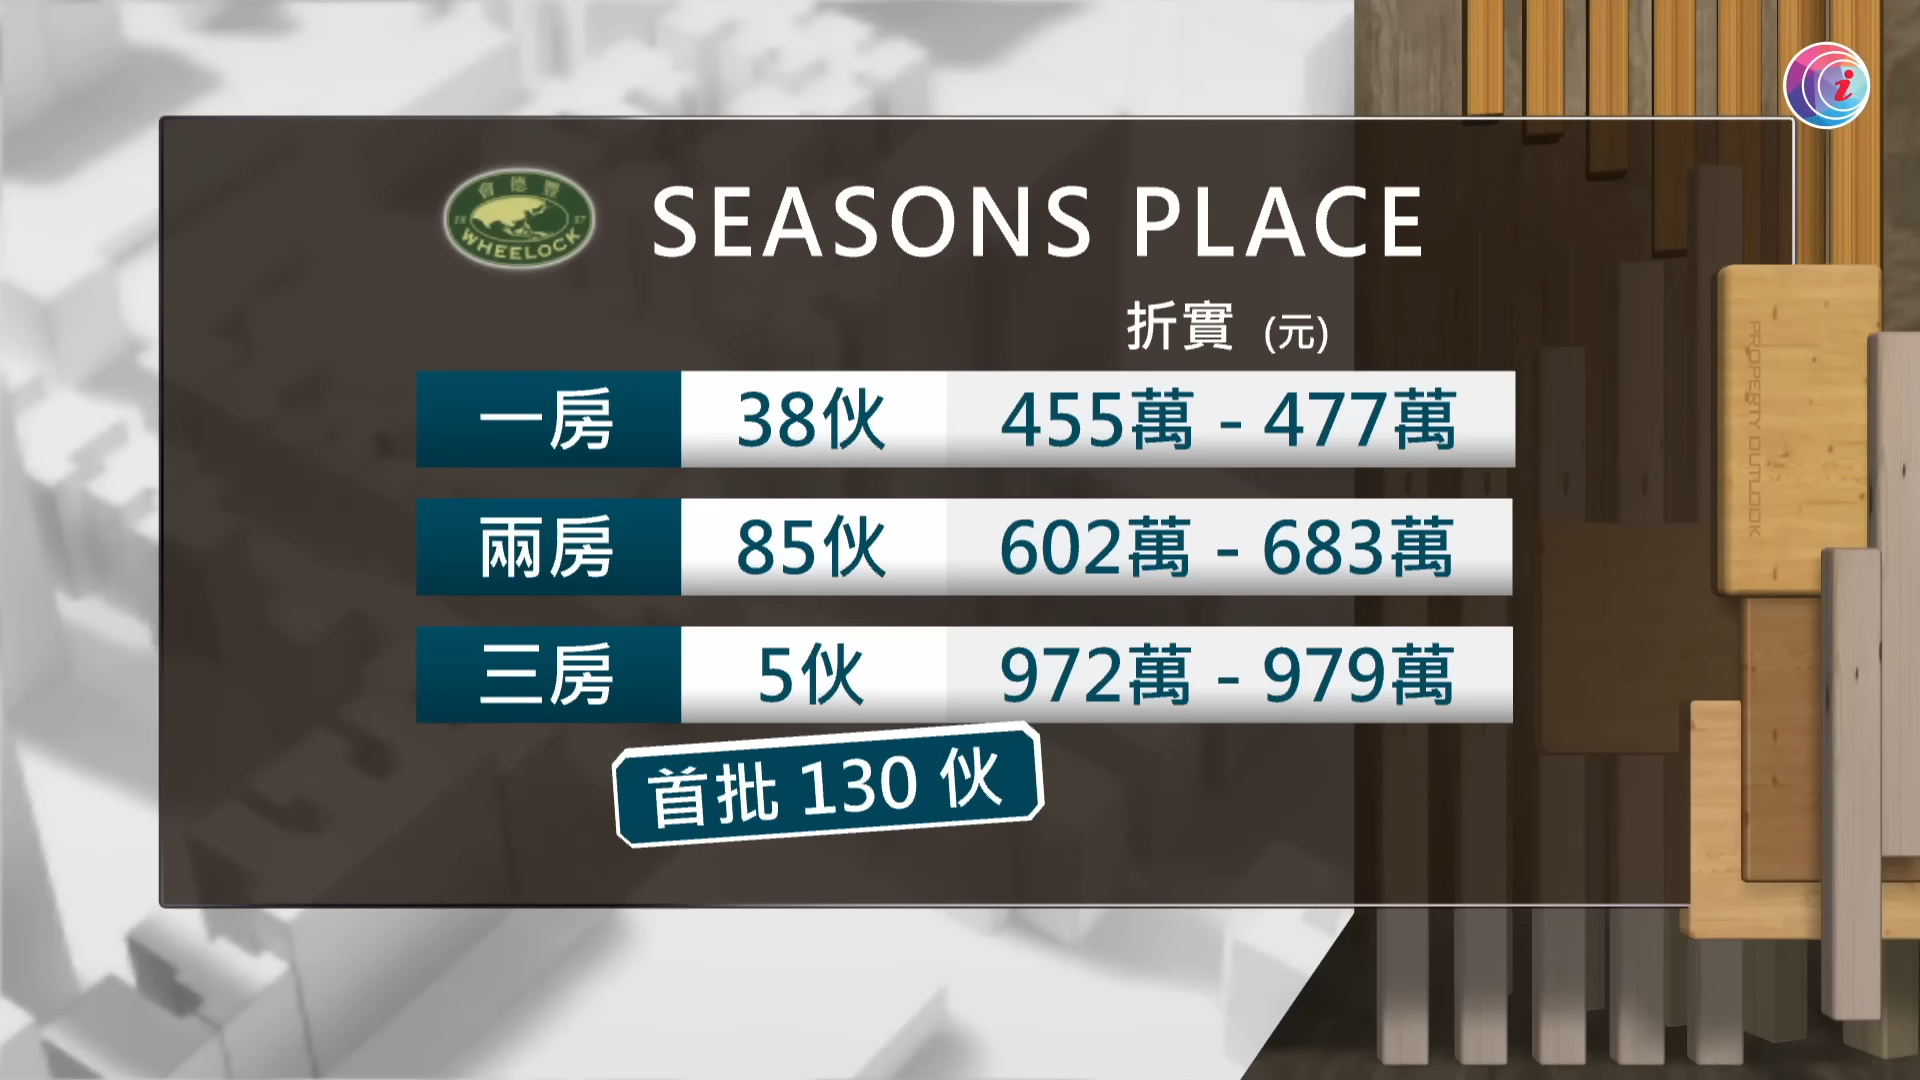 會德豐
18 57
WHEELOCK
SEASONS PLACE
折實 (元)
一房 38伙 455萬 - 477萬
兩房 85伙 602萬 - 683萬
三房 5伙 972萬 - 979萬
首批 130 伙
i
PROPERTY OUTLOOK